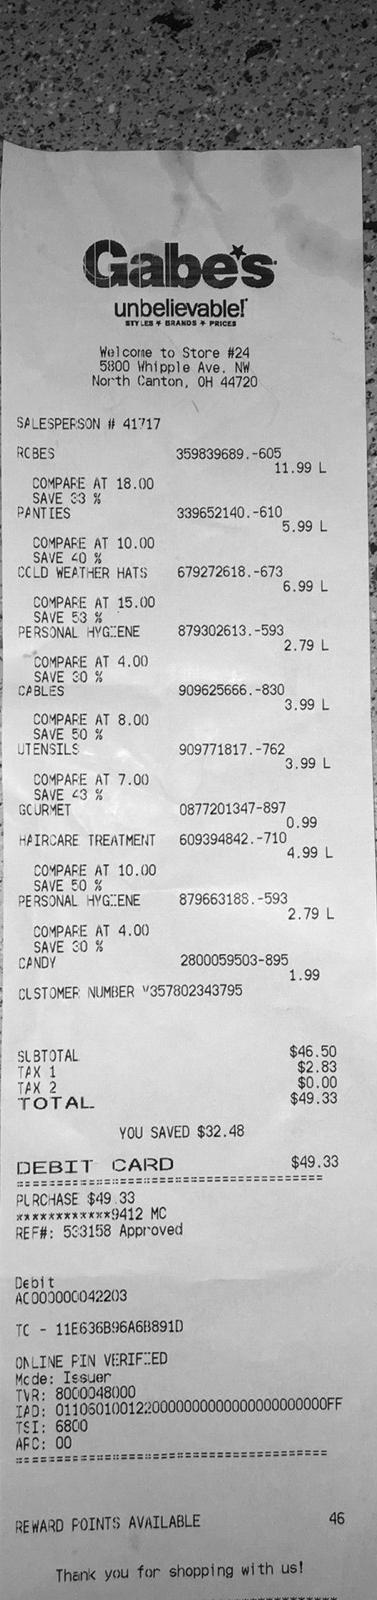 Gabe's
unbelievable!
STYLES ★ BRANDS ★ PRICES
Welcome to Store #24
5800 Whipple Ave. NW
North Canton, OH 44720
SALESPERSON # 41717
ROBES 359839689.-605
11.99 L
COMPARE AT 18.00
SAVE 33 %
PANTIES 339652140.-610
5.99 L
COMPARE AT 10.00
SAVE 40 %
COLD WEATHER HATS 679272618.-673
6.99 L
COMPARE AT 15.00
SAVE 53 %
PERSONAL HYGIENE 879302613.-593
2.79 L
COMPARE AT 4.00
SAVE 30 %
CABLES 909625666.-830
3.99 L
COMPARE AT 8.00
SAVE 50 %
UTENSILS 909771817.-762
3.99 L
COMPARE AT 7.00
SAVE 43 %
GOURMET 0877201347-897
0.99
HAIRCARE TREATMENT 609394842.-710
4.99 L
COMPARE AT 10.00
SAVE 50 %
PERSONAL HYGIENE 879663188.-593
2.79 L
COMPARE AT 4.00
SAVE 30 %
CANDY 2800059503-895
1.99
CUSTOMER NUMBER V357802343795
SUBTOTAL $46.50
TAX 1 $2.83
TAX 2 $0.00
TOTAL $49.33
YOU SAVED $32.48
DEBIT CARD $49.33
PURCHASE $49.33
************9412 MC
REF#: 533158 Approved
Debit
AC000000042203
TC - 11E636B96A6B891D
ONLINE PIN VERIFIED
Mode: Issuer
TVR: 8000048000
IAD: 0110601001220000000000000000000000FF
TSI: 6800
ARC: 00
REWARD POINTS AVAILABLE 46
Thank you for shopping with us!